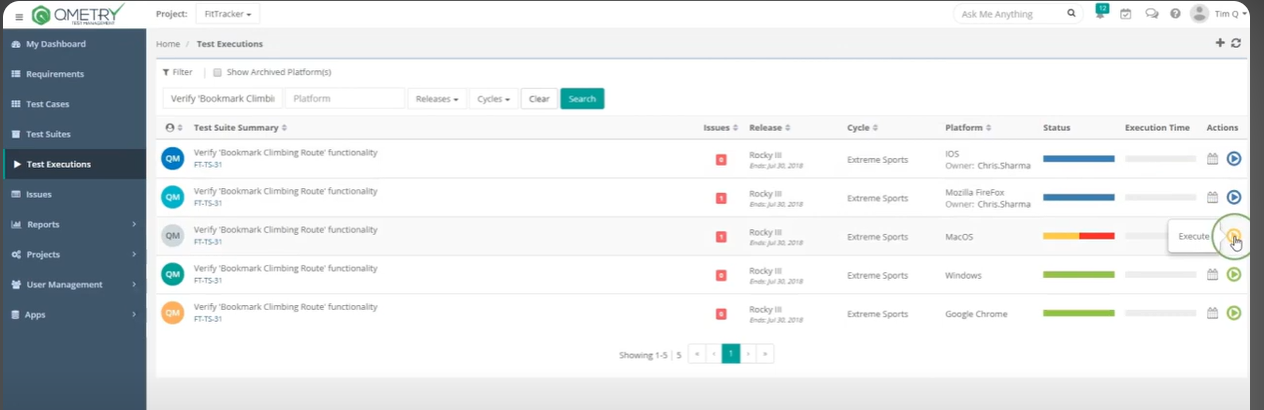 QMETRY
TEST MANAGEMENT
Project: FitTracker
Ask Me Anything
12
Tim Q
My Dashboard
Requirements
Test Cases
Test Suites
Test Executions
Issues
Reports
Projects
User Management
Apps
Home / Test Executions
Filter | Show Archived Platform(s)
Verify 'Bookmark Climbi Platform Releases Cycles Clear Search
Test Suite Summary Issues Release Cycle Platform Status Execution Time Actions
QM Verify 'Bookmark Climbing Route' functionality 0 Rocky III Extreme Sports IOS
FT-TS-31 Ends: Jul 30, 2018 Owner: Chris.Sharma
QM Verify 'Bookmark Climbing Route' functionality 1 Rocky III Extreme Sports Mozilla FireFox
FT-TS-31 Ends: Jul 30, 2018 Owner: Chris.Sharma
QM Verify 'Bookmark Climbing Route' functionality 1 Rocky III Extreme Sports MacOS Execute
FT-TS-31 Ends: Jul 30, 2018
QM Verify 'Bookmark Climbing Route' functionality 0 Rocky III Extreme Sports Windows
FT-TS-31 Ends: Jul 30, 2018
QM Verify 'Bookmark Climbing Route' functionality 0 Rocky III Extreme Sports Google Chrome
FT-TS-31 Ends: Jul 30, 2018
Showing 1-5 | 5 « ‹ 1 › »